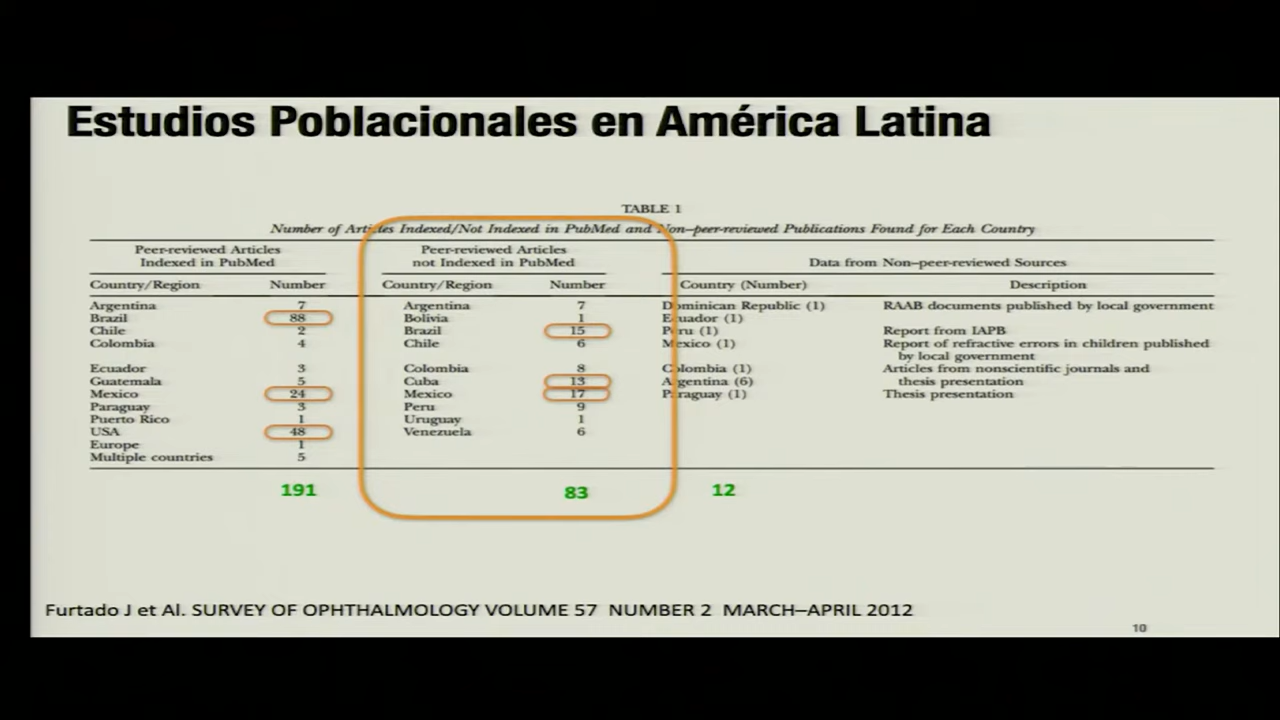 Estudios Poblacionales en América Latina
TABLE 1
Number of Articles Indexed/Not Indexed in PubMed and Non-peer-reviewed Publications Found for Each Country
Peer-reviewed Articles
Indexed in PubMed
Peer-reviewed Articles
not Indexed in PubMed
Data from Non-peer-reviewed Sources
Country/Region Number Country/Region Number Country (Number) Description
Argentina 7 Argentina 7 Dominican Republic (1) RAAB documents published by local government
Brazil 88 Bolivia 1 Ecuador (1)
Chile 2 Brazil 15 Peru (1) Report from IAPB
Colombia 4 Chile 6 Mexico (1) Report of refractive errors in children published
by local government
Ecuador 3 Colombia 8 Colombia (1) Articles from nonscientific journals and
Guatemala 5 Cuba 13 Argentina (6) thesis presentation
Mexico 24 Mexico 17 Paraguay (1) Thesis presentation
Paraguay 3 Peru 9
Puerto Rico 1 Uruguay 1
USA 48 Venezuela 6
Europe 1
Multiple countries 5
191 83 12
Furtado J et Al. SURVEY OF OPHTHALMOLOGY VOLUME 57 NUMBER 2 MARCH–APRIL 2012
10